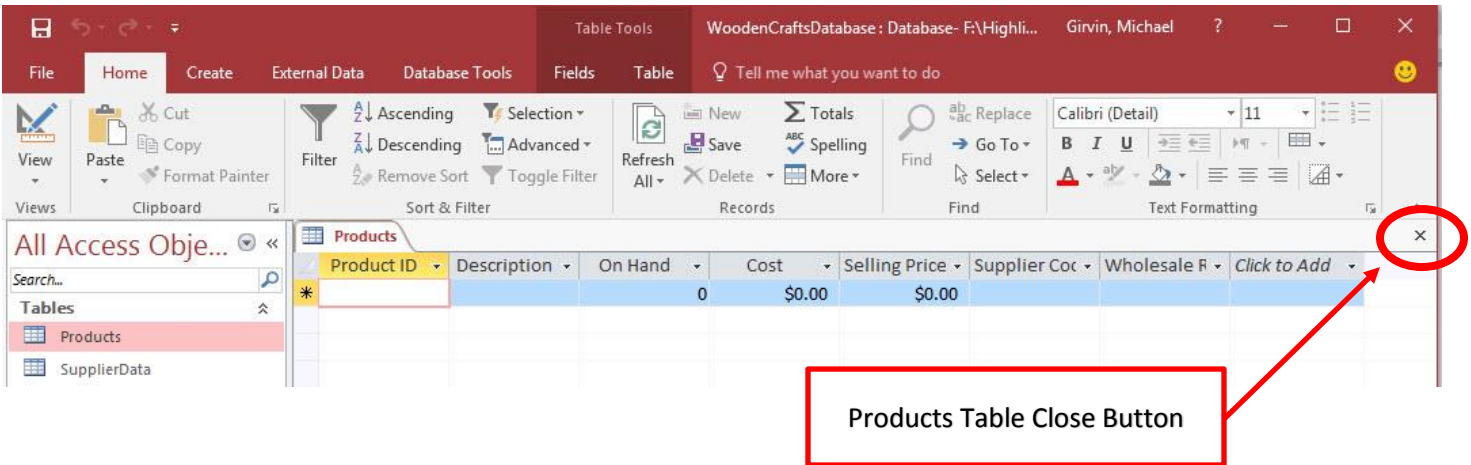 Table Tools WoodenCraftsDatabase : Database- F:\Highli... Girvin, Michael ?
File Home Create External Data Database Tools Fields Table Tell me what you want to do
Cut Ascending Selection New Totals Replace Calibri (Detail) 11
Copy Descending Advanced Save Spelling Go To B I U
View Paste Format Painter Filter Remove Sort Toggle Filter Refresh All Delete More Find Select A
Views Clipboard Sort & Filter Records Find Text Formatting
All Access Obje... « Products
Search... Product ID Description On Hand Cost Selling Price Supplier Coc Wholesale R Click to Add
Tables 0 $0.00 $0.00
Products
SupplierData
Products Table Close Button